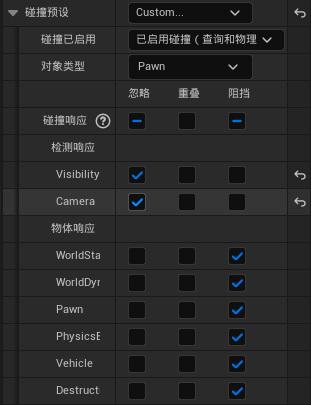 碰撞预设 Custom...
碰撞已启用 已启用碰撞 ( 查询和物理
对象类型 Pawn
忽略 重叠 阻挡
碰撞响应 ?
检测响应
Visibility
Camera
物体响应
WorldSta
WorldDyr
Pawn
PhysicsE
Vehicle
Destruct